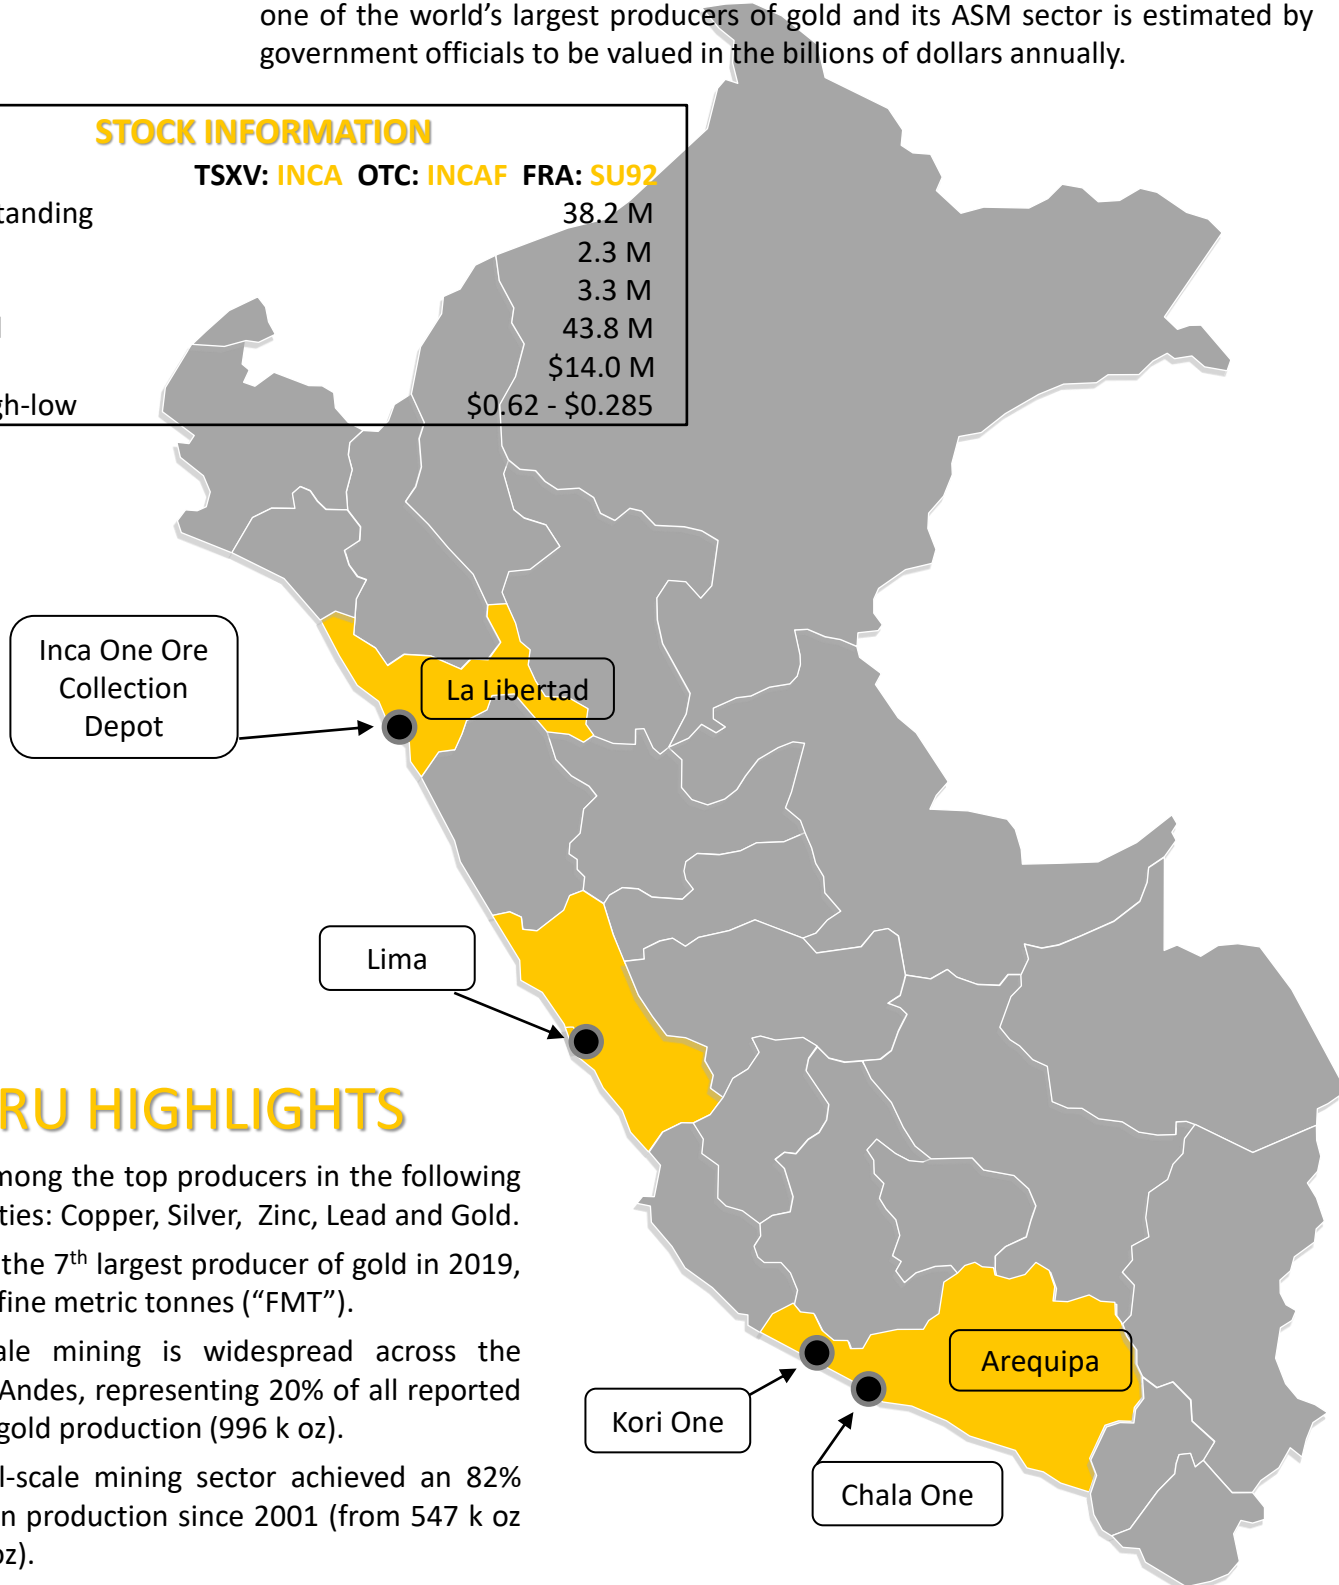 one of the world’s largest producers of gold and its ASM sector is estimated by
government officials to be valued in the billions of dollars annually.
STOCK INFORMATION
TSXV: INCA OTC: INCAF FRA: SU92
tanding 38.2 M
2.3 M
3.3 M
43.8 M
$14.0 M
gh-low $0.62 - $0.285
Inca One Ore
Collection
Depot
La Libertad
Lima
RU HIGHLIGHTS
mong the top producers in the following
ties: Copper, Silver, Zinc, Lead and Gold.
the 7th largest producer of gold in 2019,
fine metric tonnes (“FMT”).
ale mining is widespread across the
Andes, representing 20% of all reported
gold production (996 k oz).
l-scale mining sector achieved an 82%
n production since 2001 (from 547 k oz
oz).
Arequipa
Kori One
Chala One